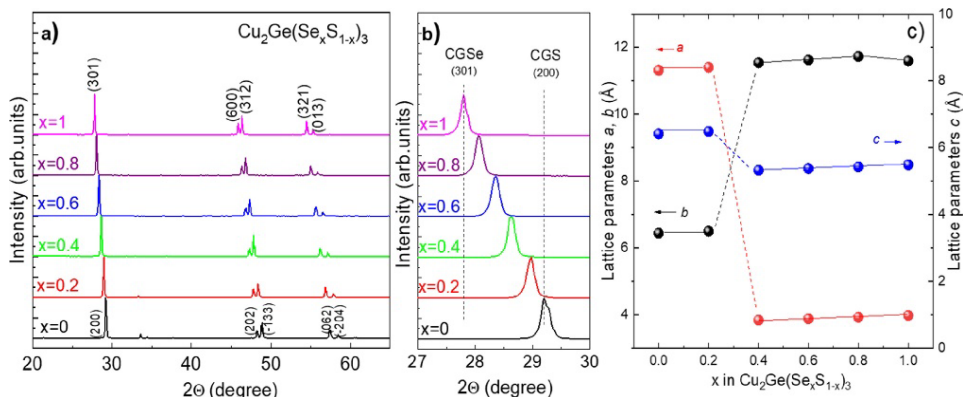 a)
Cu₂Ge(SeₓS₁₋ₓ)₃
(301)
(600)
(312)
(321)
(013)
x=1
x=0.8
x=0.6
x=0.4
x=0.2
x=0
(200)
(202)
(-133)
(062)
(-204)
Intensity (arb.units)
20 30 40 50 60
2Θ (degree)
b)
CGSe
(301)
CGS
(200)
x=1
x=0.8
x=0.6
x=0.4
x=0.2
x=0
Intensity (arb.units)
27 28 29 30
2Θ (degree)
c)
a
c
b
Lattice parameters a, b (Å)
12
11
10
9
8
7
6
5
4
Lattice parameters c (Å)
10
8
6
4
2
0
0.0 0.2 0.4 0.6 0.8 1.0
x in Cu₂Ge(SeₓS₁₋ₓ)₃